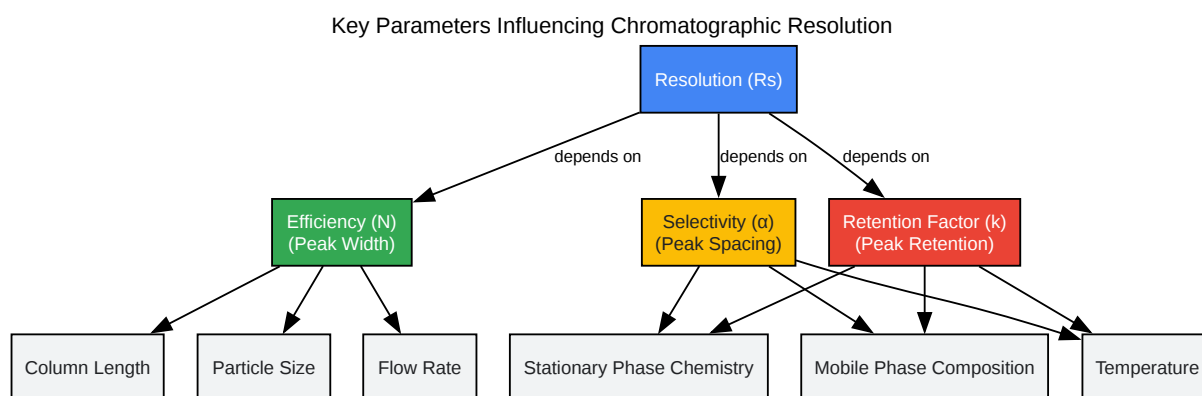 Key Parameters Influencing Chromatographic Resolution
Resolution (Rs)
depends on
depends on
depends on
Efficiency (N)
(Peak Width)
Selectivity (α)
(Peak Spacing)
Retention Factor (k)
(Peak Retention)
Column Length
Particle Size
Flow Rate
Stationary Phase Chemistry
Mobile Phase Composition
Temperature